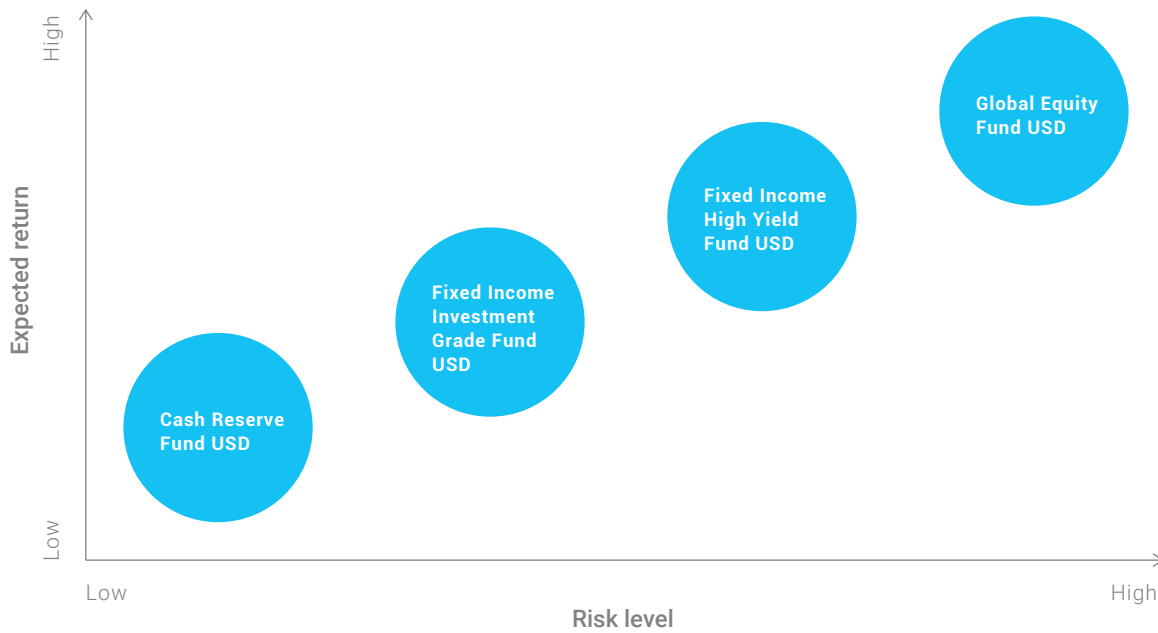 High
Global Equity
Fund USD
Fixed Income
High Yield
Fund USD
Expected return
Fixed Income
Investment
Grade Fund
USD
Cash Reserve
Fund USD
Low
Low
High
Risk level